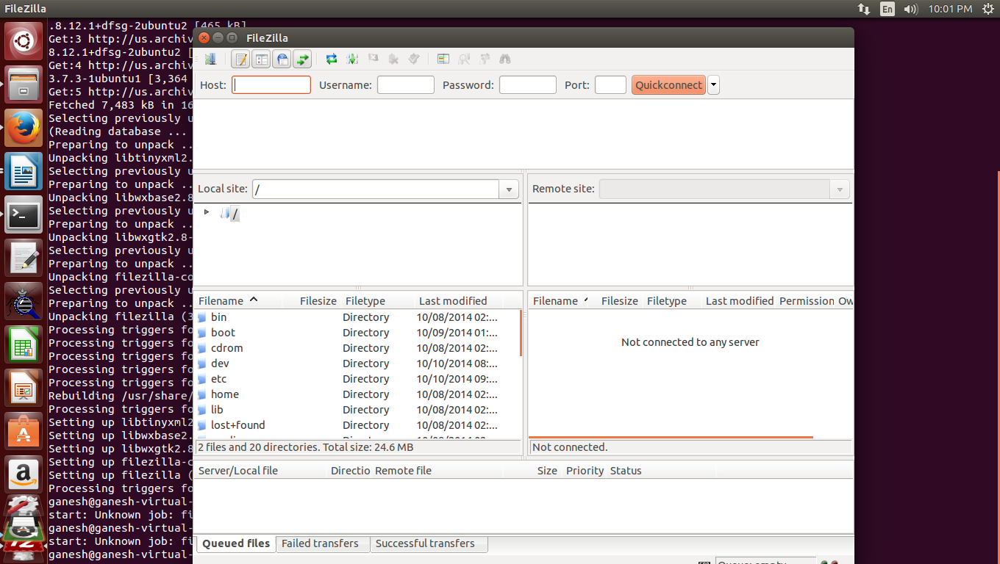 FileZilla
En
10:01 PM
.8.12.1+dfsg-2ubuntu2 [465 kB]
Get:3 http://us.archiv
8.12.1+dfsg-2ubuntu2 [
Get:4 http://us.archiv
3.7.3-1ubuntu1 [3,364
Get:5 http://us.archiv
Fetched 7,483 kB in 16
Selecting previously u
(Reading database ...
Preparing to unpack ..
Unpacking libtinyxml2.
Selecting previously u
Preparing to unpack ..
Unpacking libwxbase2.8
Selecting previously u
Preparing to unpack ..
Unpacking libwxgtk2.8-
Selecting previously u
Preparing to unpack ..
Unpacking filezilla-co
Selecting previously u
Preparing to unpack ..
Unpacking filezilla (3
Processing triggers fo
Processing triggers fo
Processing triggers fo
Processing triggers fo
Processing triggers fo
Rebuilding /usr/share/
Processing triggers fo
Setting up libtinyxml2
Setting up libwxbase2.
Setting up libwxgtk2.8
Setting up filezilla-c
Setting up filezilla (
Processing triggers fo
ganesh@ganesh-virtual-
start: Unknown job: fi
ganesh@ganesh-virtual-
start: Unknown job: fi
ganesh@ganesh-virtual-
FileZilla
Host: Username: Password: Port: Quickconnect
Local site: /
/
Remote site:
Filename Filesize Filetype Last modified
bin Directory 10/08/2014 02:...
boot Directory 10/09/2014 01:...
cdrom Directory 10/08/2014 02:...
dev Directory 10/10/2014 08:...
etc Directory 10/10/2014 09:...
home Directory 10/08/2014 02:...
lib Directory 10/08/2014 02:...
lost+found Directory 10/08/2014 02:...
2 files and 20 directories. Total size: 24.6 MB
Filename Filesize Filetype Last modified Permission Ow
Not connected to any server
Not connected.
Server/Local file Directio Remote file Size Priority Status
Queued files Failed transfers Successful transfers